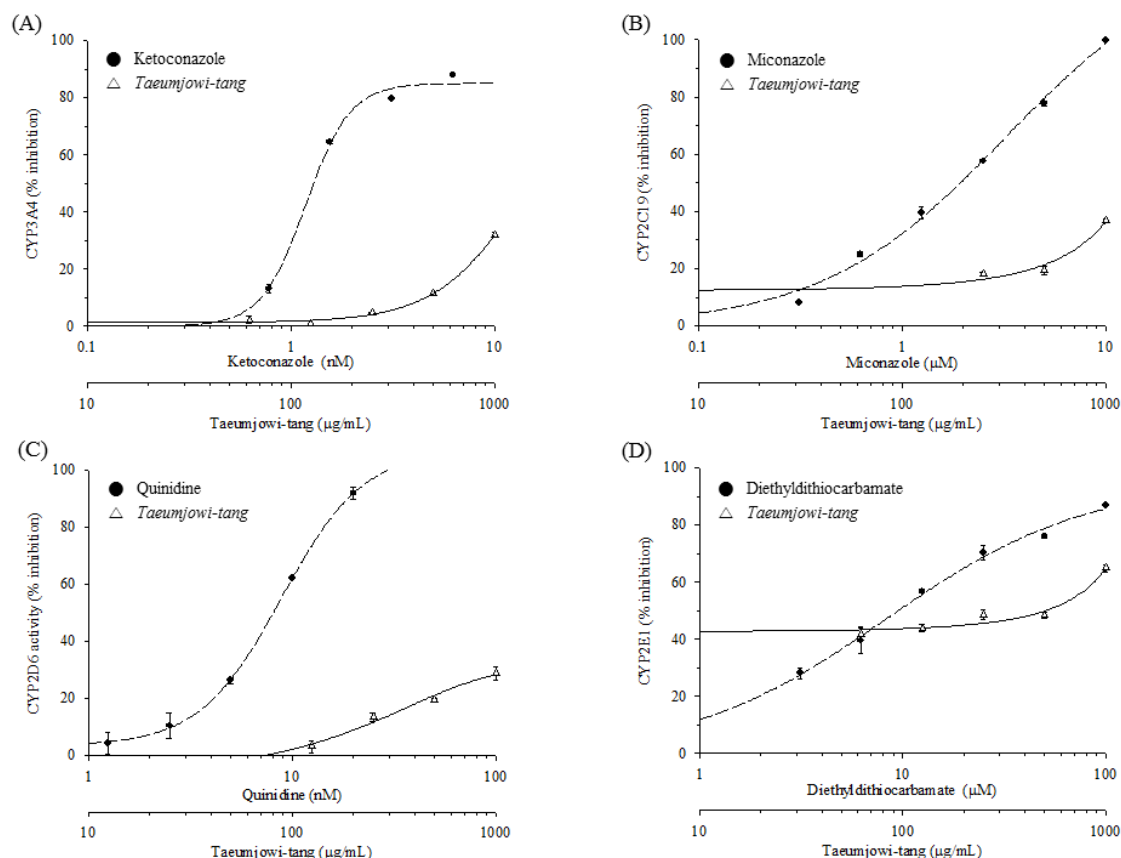 (A)
Ketoconazole
Taeumjowi-tang
CYP3A4 (% inhibition)
100
80
60
40
20
0
0.1
1
10
Ketoconazole (nM)
10
100
1000
Taeumjowi-tang (µg/mL)
(B)
Miconazole
Taeumjowi-tang
CYP2C19 (% inhibition)
100
80
60
40
20
0
0.1
1
10
Miconazole (µM)
10
100
1000
Taeumjowi-tang (µg/mL)
(C)
Quinidine
Taeumjowi-tang
CYP2D6 activity (% inhibition)
100
80
60
40
20
0
1
10
100
Quinidine (nM)
10
100
1000
Taeumjowi-tang (µg/mL)
(D)
Diethyldithiocarbamate
Taeumjowi-tang
CYP2E1 (% inhibition)
100
80
60
40
20
0
1
10
100
Diethyldithiocarbamate (µM)
10
100
1000
Taeumjowi-tang (µg/mL)